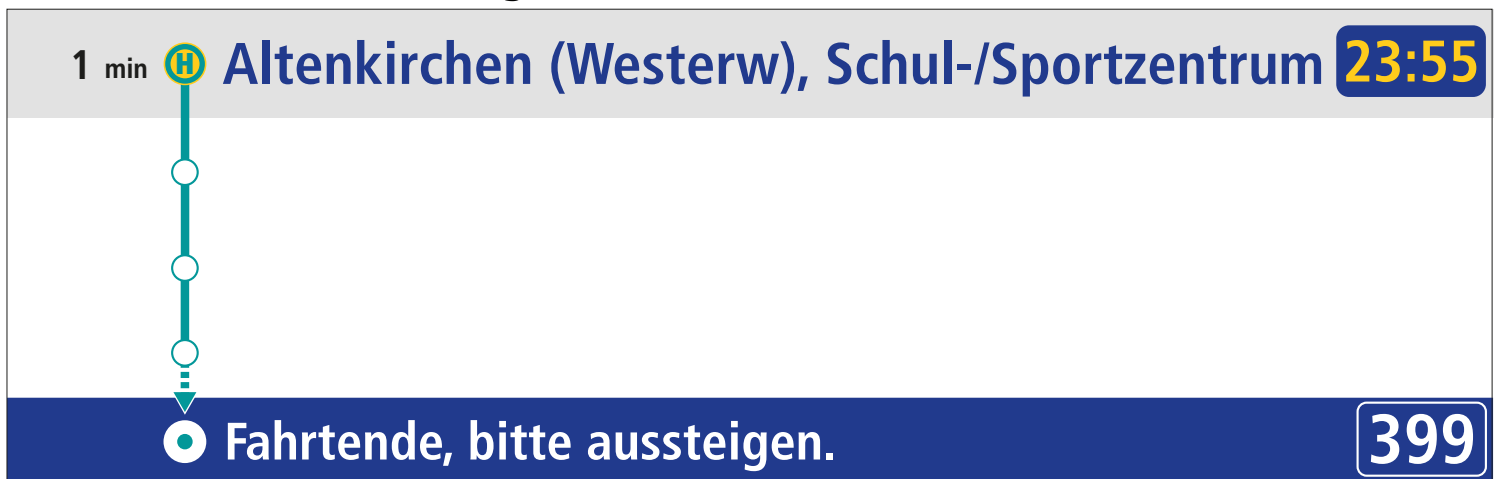 1 min H Altenkirchen (Westerw), Schul-/Sportzentrum 23:55
Fahrtende, bitte aussteigen. 399